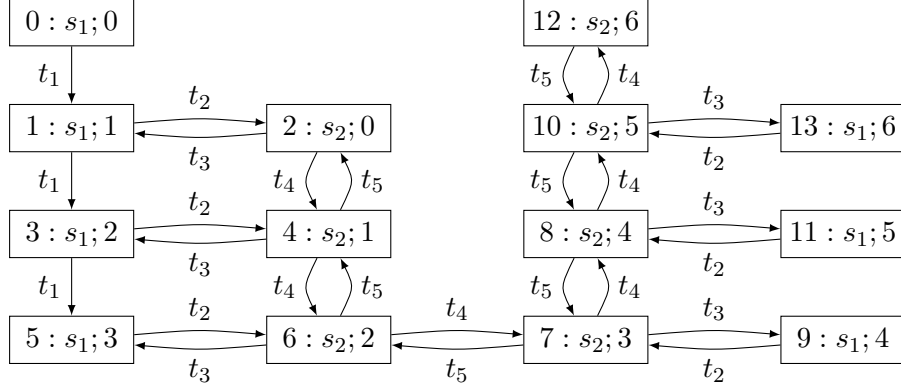 0 : s₁; 0
12 : s₂; 6
t₁
t₅
t₄
1 : s₁; 1
t₂
t₃
2 : s₂; 0
10 : s₂; 5
t₃
t₂
13 : s₁; 6
t₁
t₄
t₅
t₅
t₄
3 : s₁; 2
t₂
t₃
4 : s₂; 1
8 : s₂; 4
t₃
t₂
11 : s₁; 5
t₁
t₄
t₅
t₅
t₄
5 : s₁; 3
t₂
t₃
6 : s₂; 2
t₄
t₅
7 : s₂; 3
t₃
t₂
9 : s₁; 4